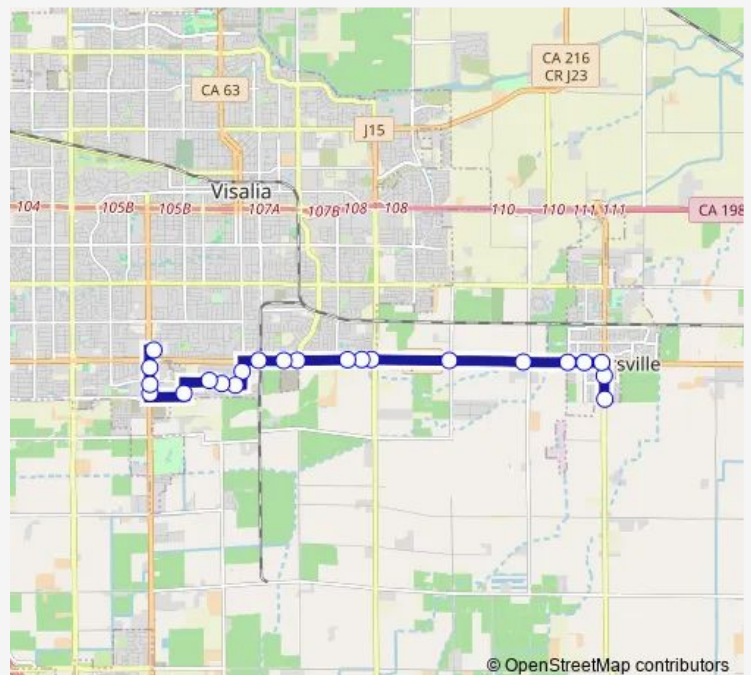 CA 216
CR J23
CA 63
J15
Visalia
104
105B
105B
107A
107B
108
108
110
110
111
111
CA 198
sville
© OpenStreetMap contributors